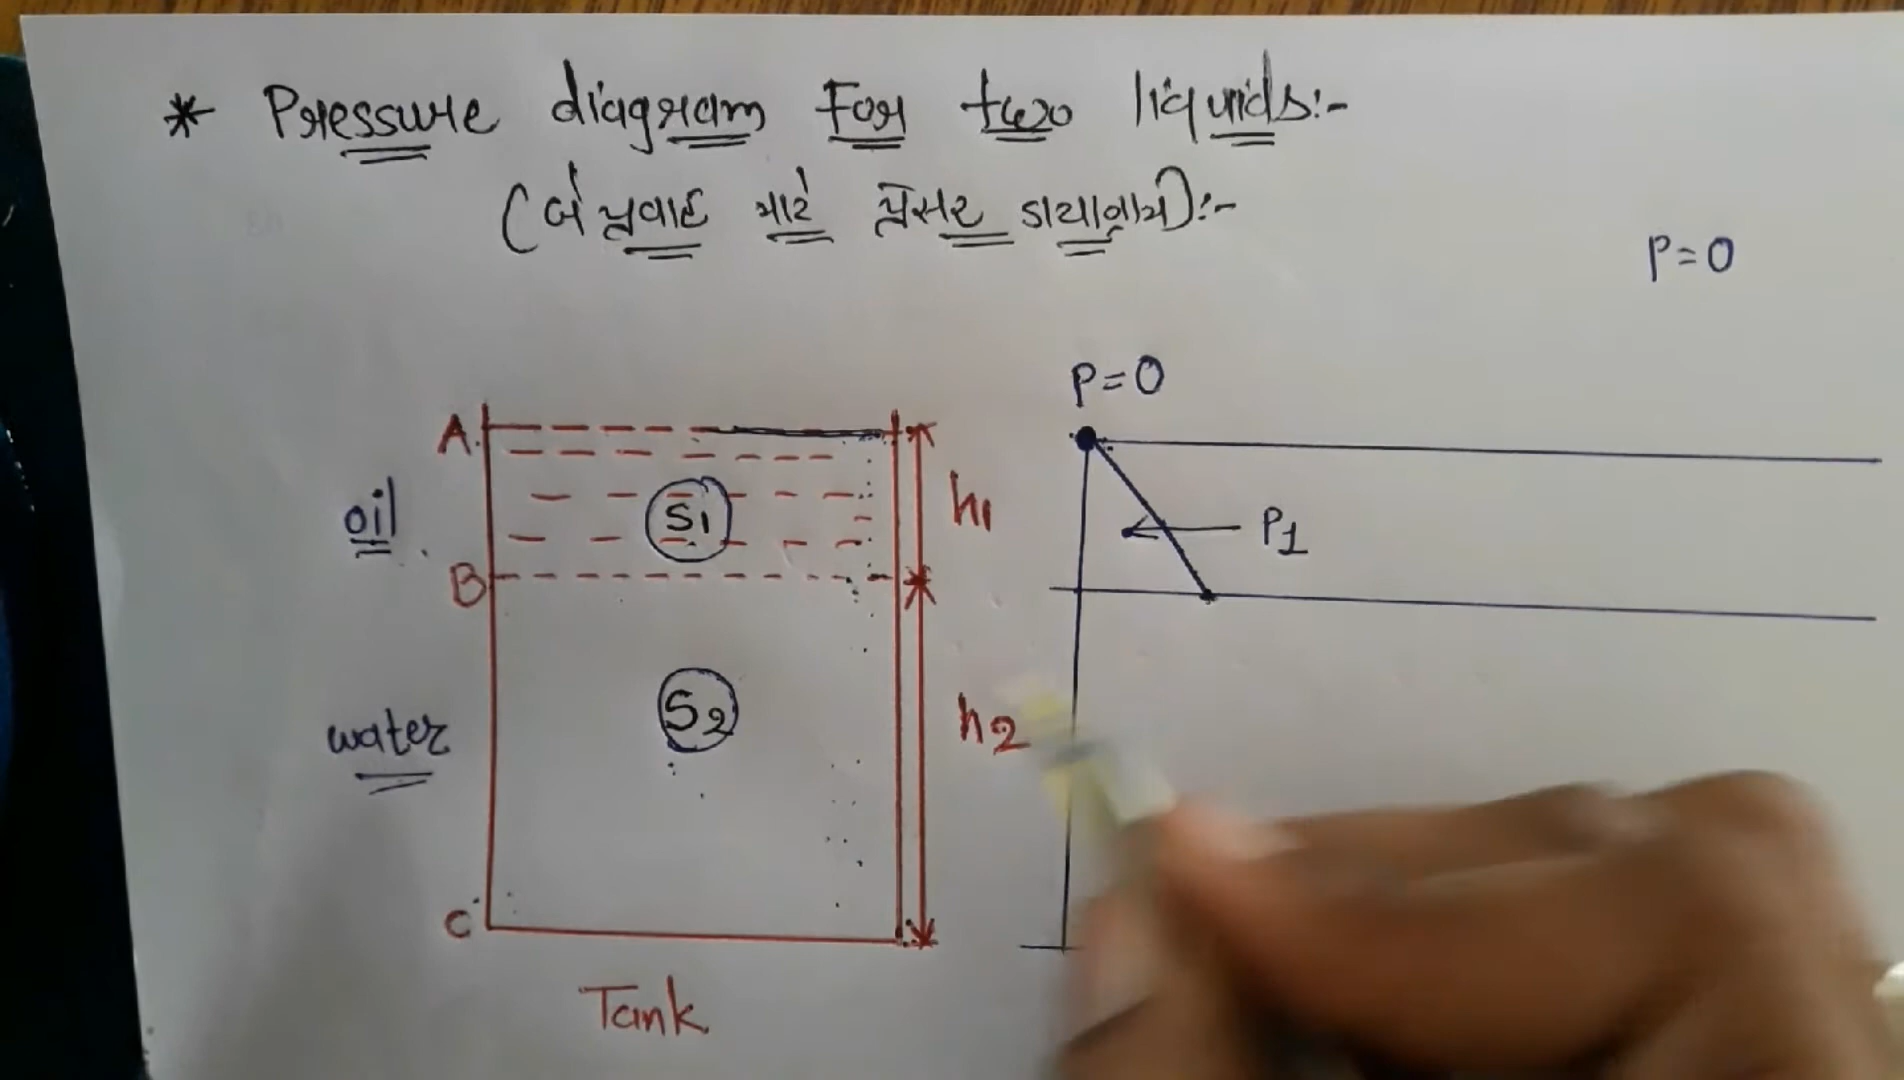 * Pressure diagram For two liquids:-
(બે પ્રવાહ માટે પ્રેસર ડાયાગ્રામ):-
P=0
P=0
A
oil
S1
h1
P1
B
water
S2
h2
C
Tank